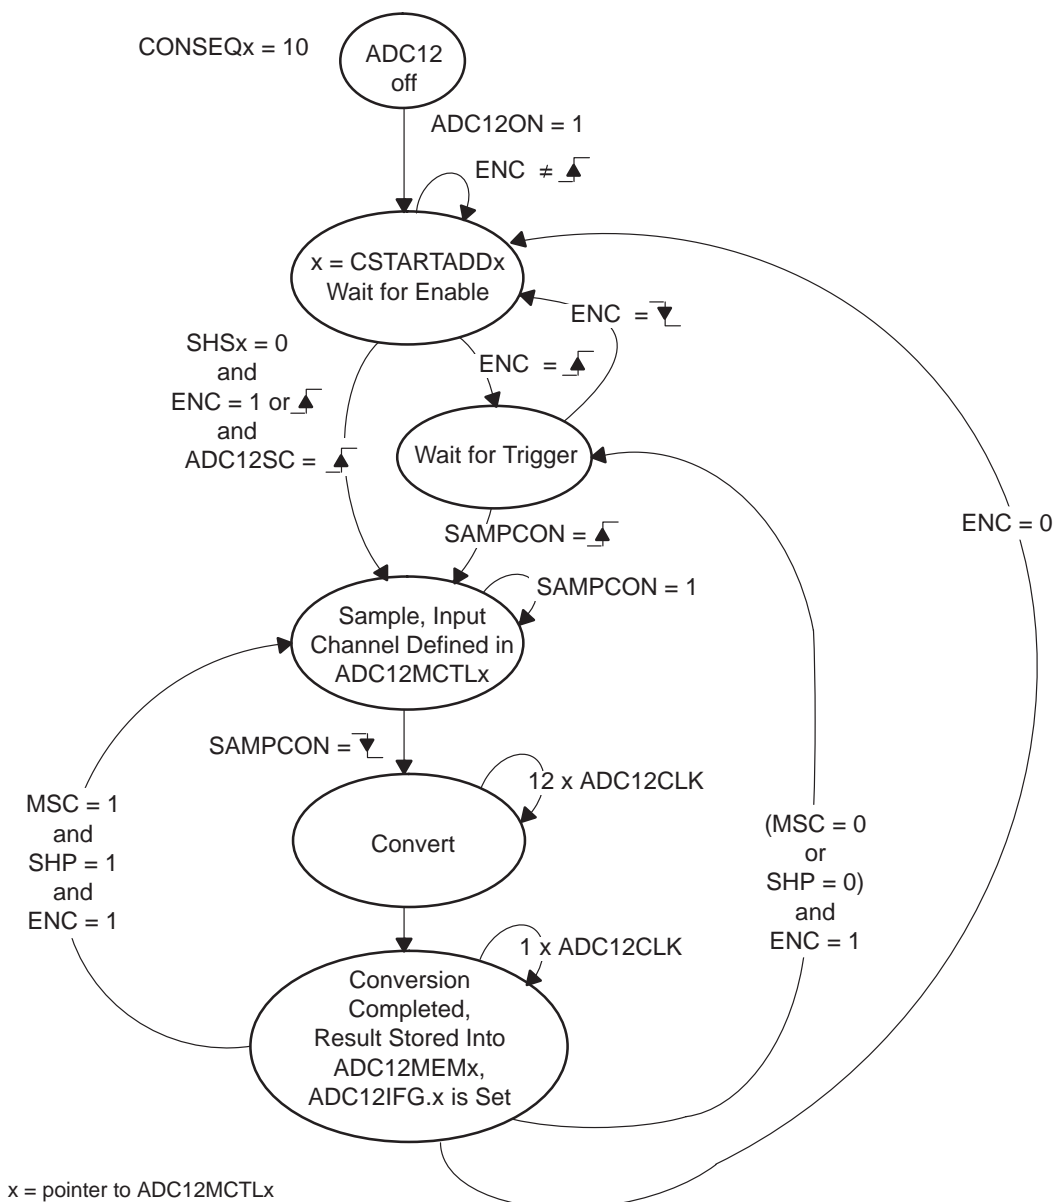 CONSEQx = 10
ADC12
off
ADC12ON = 1
ENC ≠
x = CSTARTADDx
Wait for Enable
ENC =
SHSx = 0
and
ENC = 1 or
and
ADC12SC =
ENC =
Wait for Trigger
ENC = 0
SAMPCON =
SAMPCON = 1
Sample, Input
Channel Defined in
ADC12MCTLx
SAMPCON =
12 x ADC12CLK
Convert
MSC = 1
and
SHP = 1
and
ENC = 1
(MSC = 0
or
SHP = 0)
and
ENC = 1
1 x ADC12CLK
Conversion
Completed,
Result Stored Into
ADC12MEMx,
ADC12IFG.x is Set
x = pointer to ADC12MCTLx